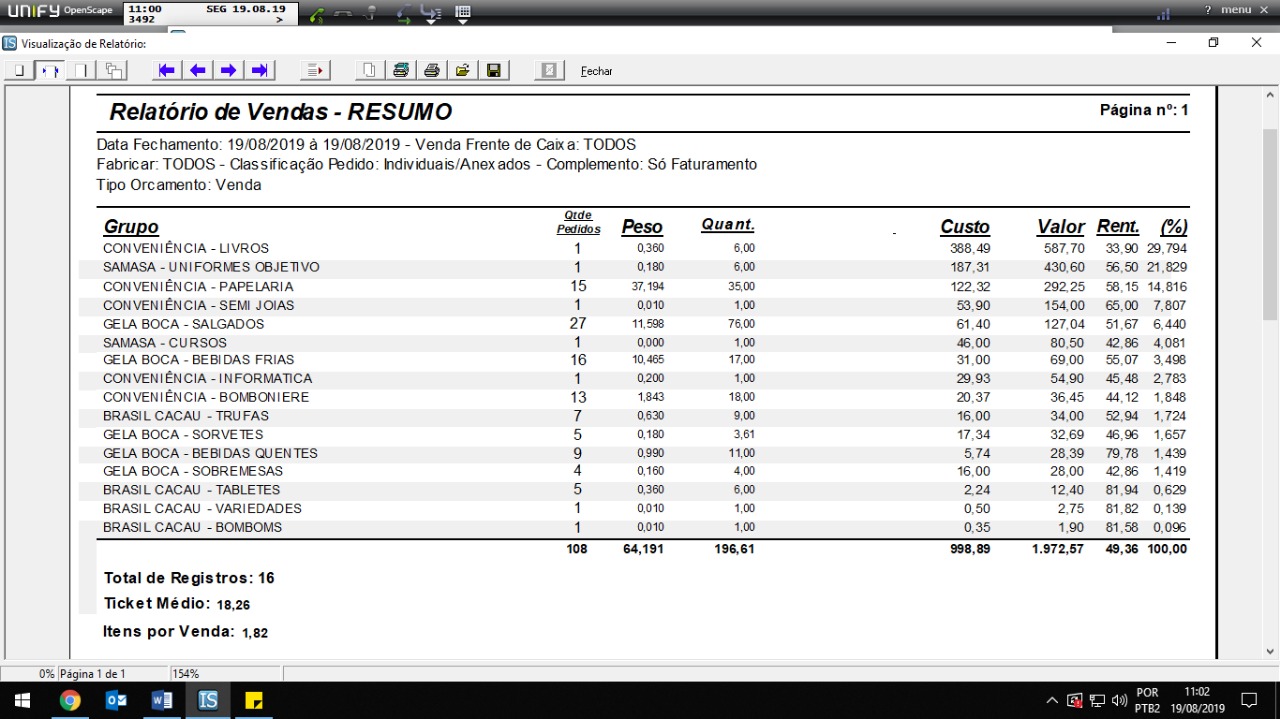 UNIFY OpenScape 11:00 SEG 19.08.19 ? menu ×
3492 >
IS Visualização de Relatório:
Fechar
Relatório de Vendas - RESUMO Página nº: 1
Data Fechamento: 19/08/2019 à 19/08/2019 - Venda Frente de Caixa: TODOS
Fabricar: TODOS - Classificação Pedido: Individuais/Anexados - Complemento: Só Faturamento
Tipo Orcamento: Venda
Grupo Qtde Pedidos Peso Quant. - Custo Valor Rent. (%)
CONVENIÊNCIA - LIVROS 1 0,360 6,00 388,49 587,70 33,90 29,794
SAMASA - UNIFORMES OBJETIVO 1 0,180 6,00 187,31 430,60 56,50 21,829
CONVENIÊNCIA - PAPELARIA 15 37,194 35,00 122,32 292,25 58,15 14,816
CONVENIÊNCIA - SEMI JOIAS 1 0,010 1,00 53,90 154,00 65,00 7,807
GELA BOCA - SALGADOS 27 11,598 76,00 61,40 127,04 51,67 6,440
SAMASA - CURSOS 1 0,000 1,00 46,00 80,50 42,86 4,081
GELA BOCA - BEBIDAS FRIAS 16 10,465 17,00 31,00 69,00 55,07 3,498
CONVENIÊNCIA - INFORMATICA 1 0,200 1,00 29,93 54,90 45,48 2,783
CONVENIÊNCIA - BOMBONIERE 13 1,843 18,00 20,37 36,45 44,12 1,848
BRASIL CACAU - TRUFAS 7 0,630 9,00 16,00 34,00 52,94 1,724
GELA BOCA - SORVETES 5 0,180 3,61 17,34 32,69 46,96 1,657
GELA BOCA - BEBIDAS QUENTES 9 0,990 11,00 5,74 28,39 79,78 1,439
GELA BOCA - SOBREMESAS 4 0,160 4,00 16,00 28,00 42,86 1,419
BRASIL CACAU - TABLETES 5 0,360 6,00 2,24 12,40 81,94 0,629
BRASIL CACAU - VARIEDADES 1 0,010 1,00 0,50 2,75 81,82 0,139
BRASIL CACAU - BOMBOMS 1 0,010 1,00 0,35 1,90 81,58 0,096
108 64,191 196,61 998,89 1.972,57 49,36 100,00
Total de Registros: 16
Ticket Médio: 18,26
Itens por Venda: 1,82
0% Página 1 de 1 154%
IS POR 11:02
PTB2 19/08/2019